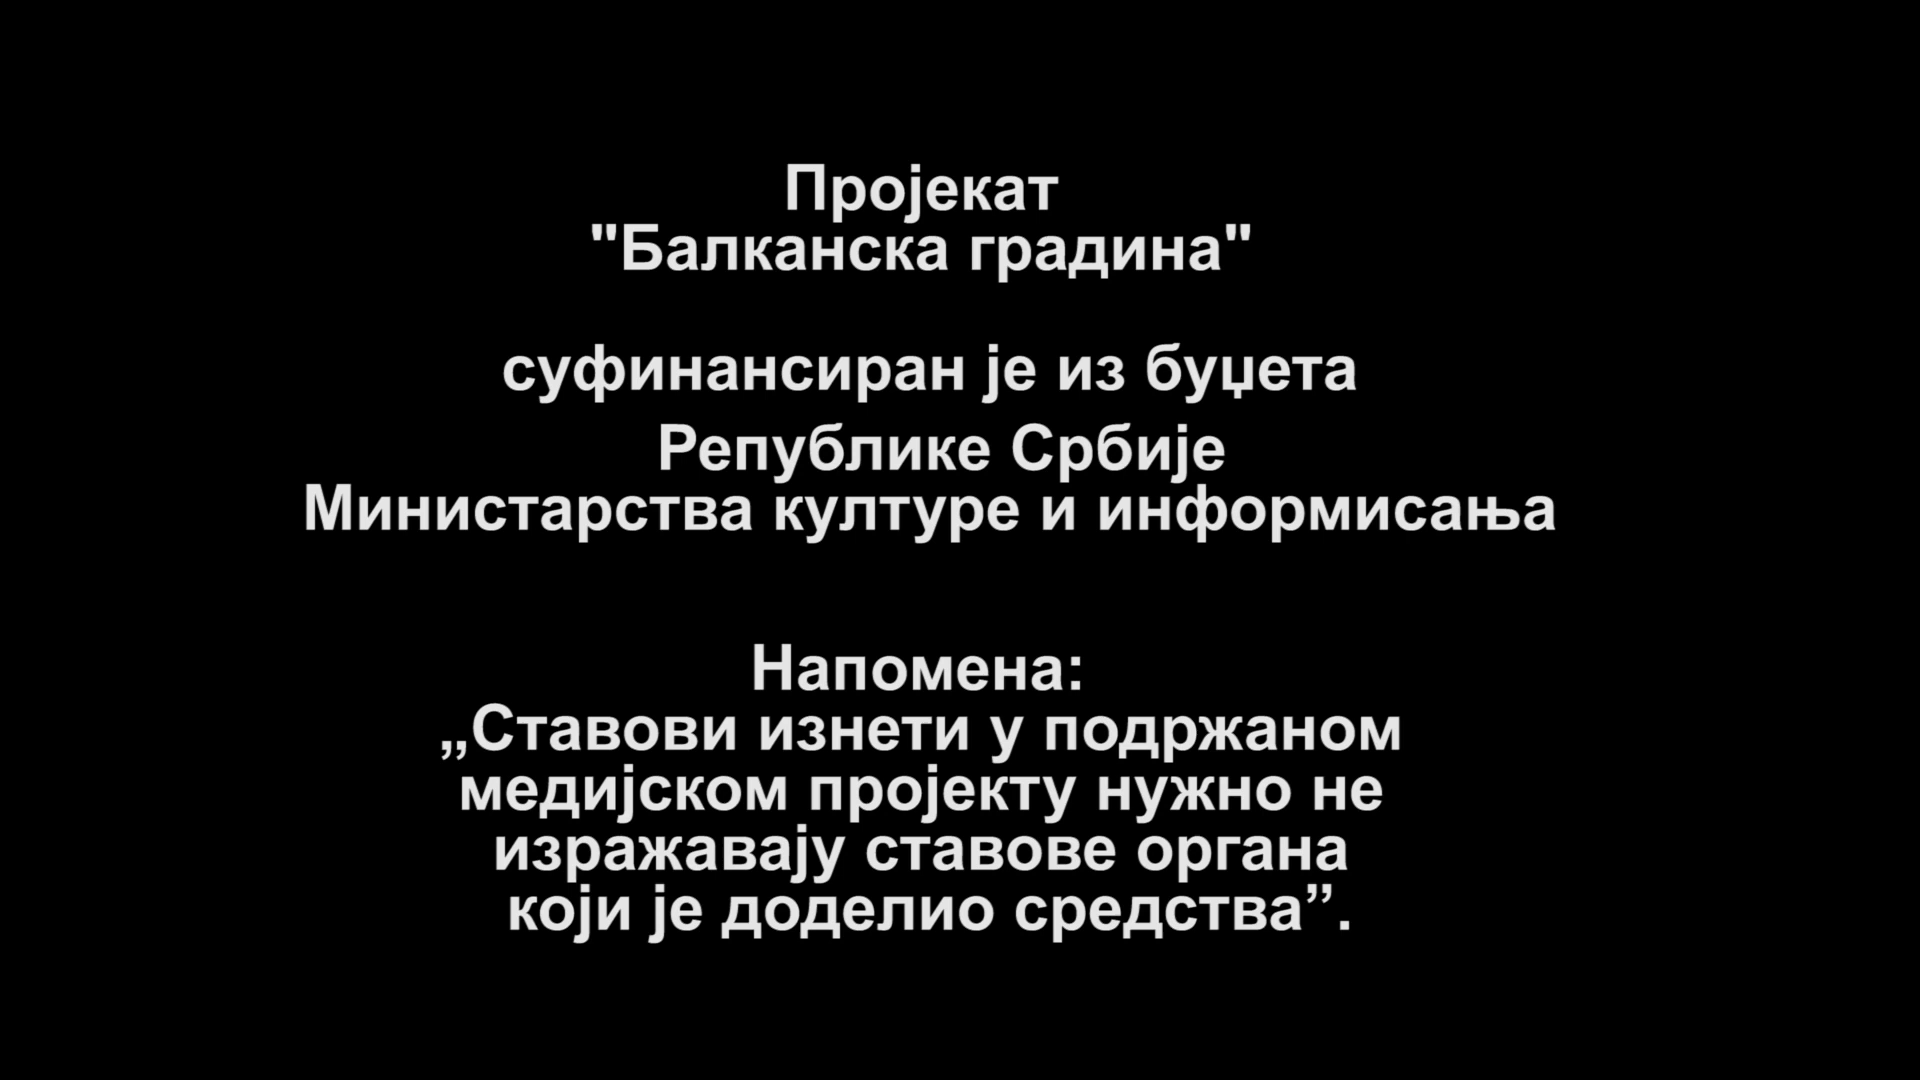 Пројекат
"Балканска градина"
суфинансиран је из буџета
Републике Србије
Министарства културе и информисања
Напомена:
„Ставови изнети у подржаном
медијском пројекту нужно не
изражавају ставове органа
који је доделио средства”.